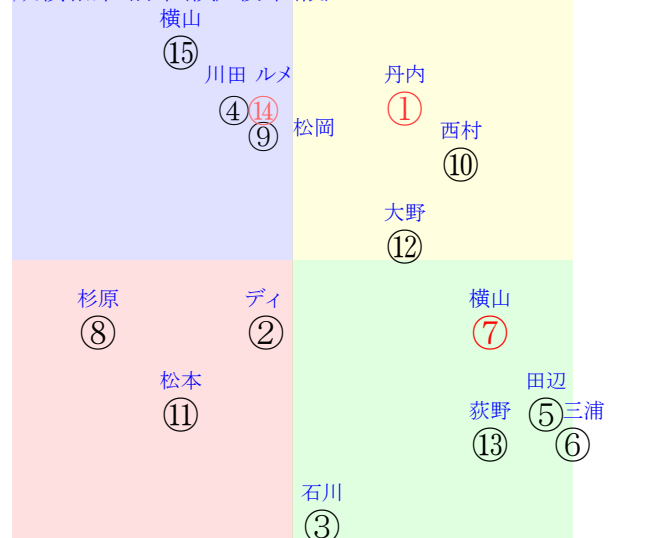 横山
⑮
川田 ルメ
④⑭
⑨ 松岡
丹内
①
西村
⑩
大野
⑫
杉原
⑧
ディ
②
横山
⑦
松本
⑪
田辺
⑤
荻野
⑬
三浦
⑥
石川
③